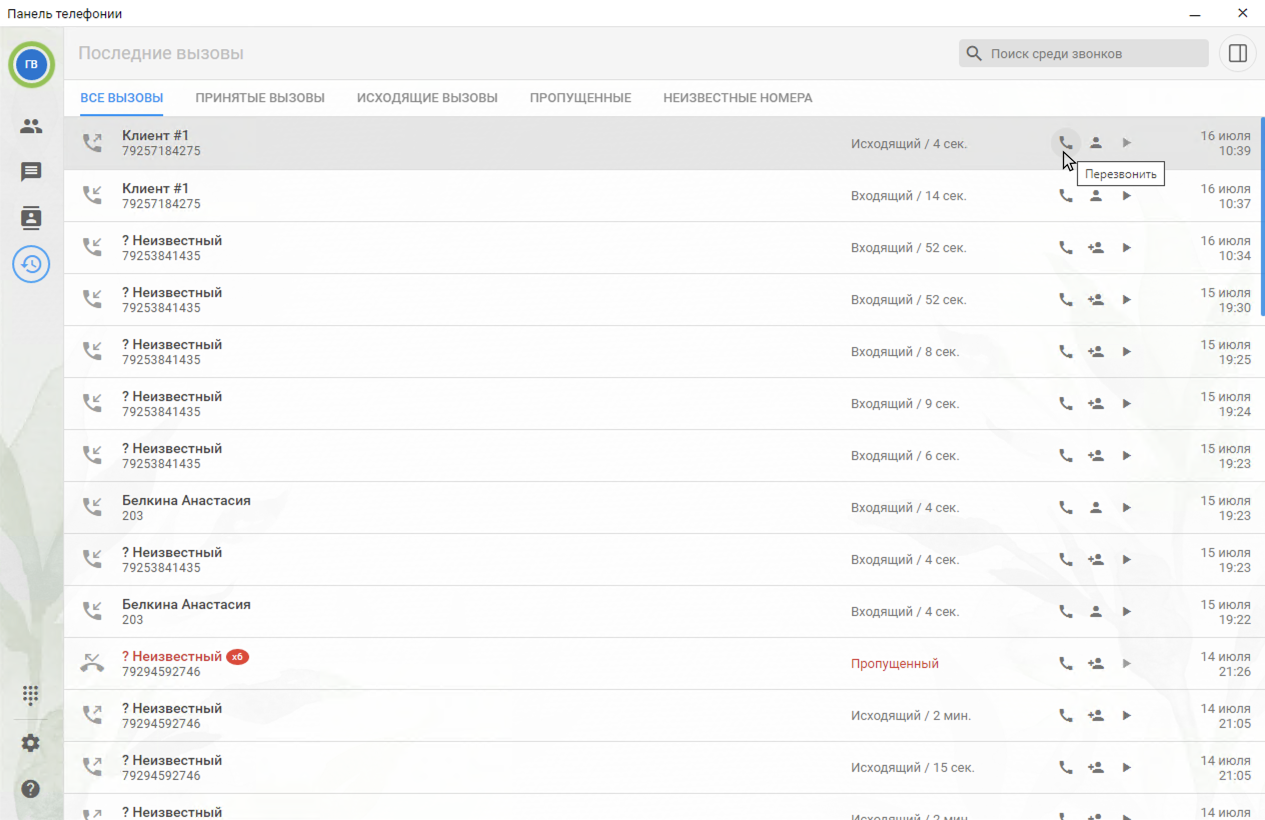 Панель телефонии
ГВ
Последние вызовы
Поиск среди звонков
ВСЕ ВЫЗОВЫ ПРИНЯТЫЕ ВЫЗОВЫ ИСХОДЯЩИЕ ВЫЗОВЫ ПРОПУЩЕННЫЕ НЕИЗВЕСТНЫЕ НОМЕРА
Клиент #1
79257184275
Исходящий / 4 сек.
16 июля
10:39
Перезвонить
Клиент #1
79257184275
Входящий / 14 сек.
16 июля
10:37
? Неизвестный
79253841435
Входящий / 52 сек.
16 июля
10:34
? Неизвестный
79253841435
Входящий / 52 сек.
15 июля
19:30
? Неизвестный
79253841435
Входящий / 8 сек.
15 июля
19:25
? Неизвестный
79253841435
Входящий / 9 сек.
15 июля
19:24
? Неизвестный
79253841435
Входящий / 6 сек.
15 июля
19:23
Белкина Анастасия
203
Входящий / 4 сек.
15 июля
19:23
? Неизвестный
79253841435
Входящий / 4 сек.
15 июля
19:23
Белкина Анастасия
203
Входящий / 4 сек.
15 июля
19:22
? Неизвестный x6
79294592746
Пропущенный
14 июля
21:26
? Неизвестный
79294592746
Исходящий / 2 мин.
14 июля
21:05
? Неизвестный
79294592746
Исходящий / 15 сек.
14 июля
21:05
? Неизвестный
Исходящий / 2 мин.
14 июля